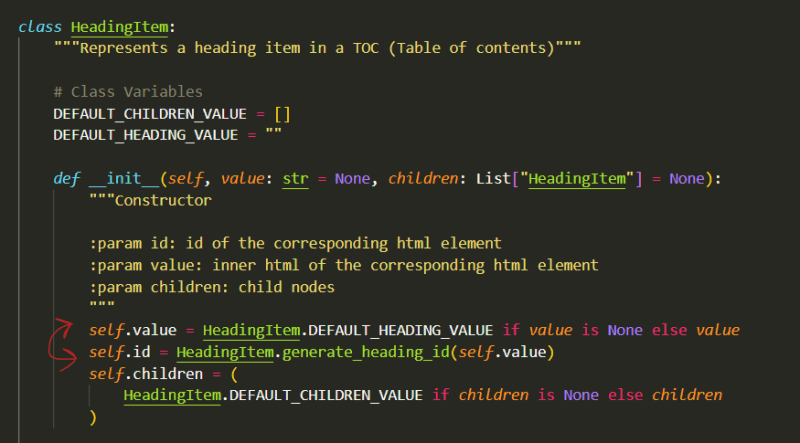 class HeadingItem:
"""Represents a heading item in a TOC (Table of contents)"""
# Class Variables
DEFAULT_CHILDREN_VALUE = []
DEFAULT_HEADING_VALUE = ""
def __init__(self, value: str = None, children: List["HeadingItem"] = None):
"""Constructor
:param id: id of the corresponding html element
:param value: inner html of the corresponding html element
:param children: child nodes
"""
self.value = HeadingItem.DEFAULT_HEADING_VALUE if value is None else value
self.id = HeadingItem.generate_heading_id(self.value)
self.children = (
HeadingItem.DEFAULT_CHILDREN_VALUE if children is None else children
)